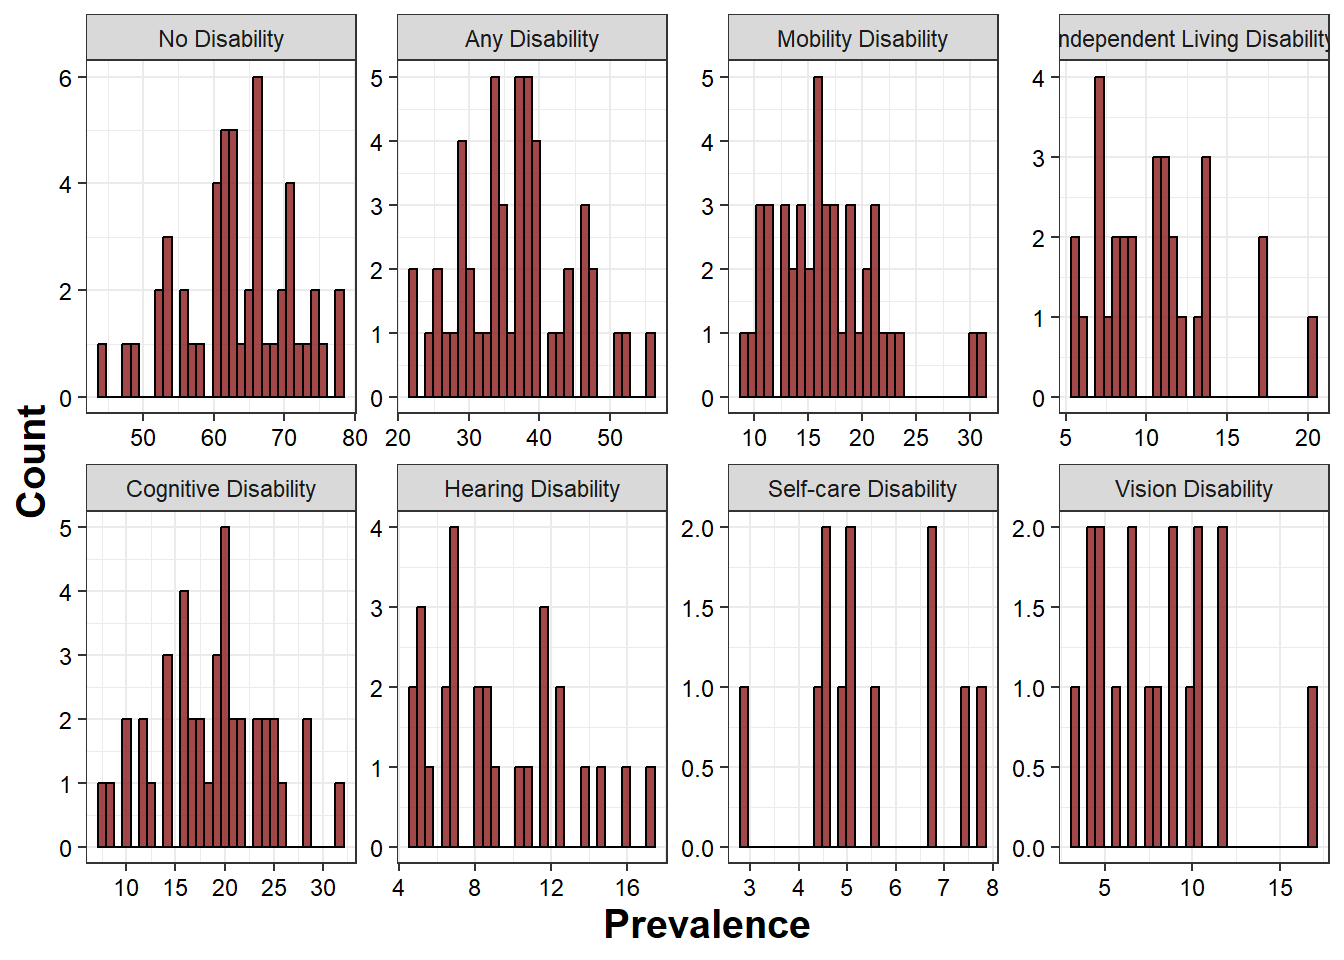 No Disability
Any Disability
Mobility Disability
ndependent Living Disability
6
4
2
0
50 60 70 80
5
4
3
2
1
0
20 30 40 50
5
4
3
2
1
0
10 15 20 25 30
4
3
2
1
0
5 10 15 20
Count
Cognitive Disability
Hearing Disability
Self-care Disability
Vision Disability
5
4
3
2
1
0
10 15 20 25 30
4
3
2
1
0
4 8 12 16
2.0
1.5
1.0
0.5
0.0
3 4 5 6 7 8
2.0
1.5
1.0
0.5
0.0
5 10 15
Prevalence